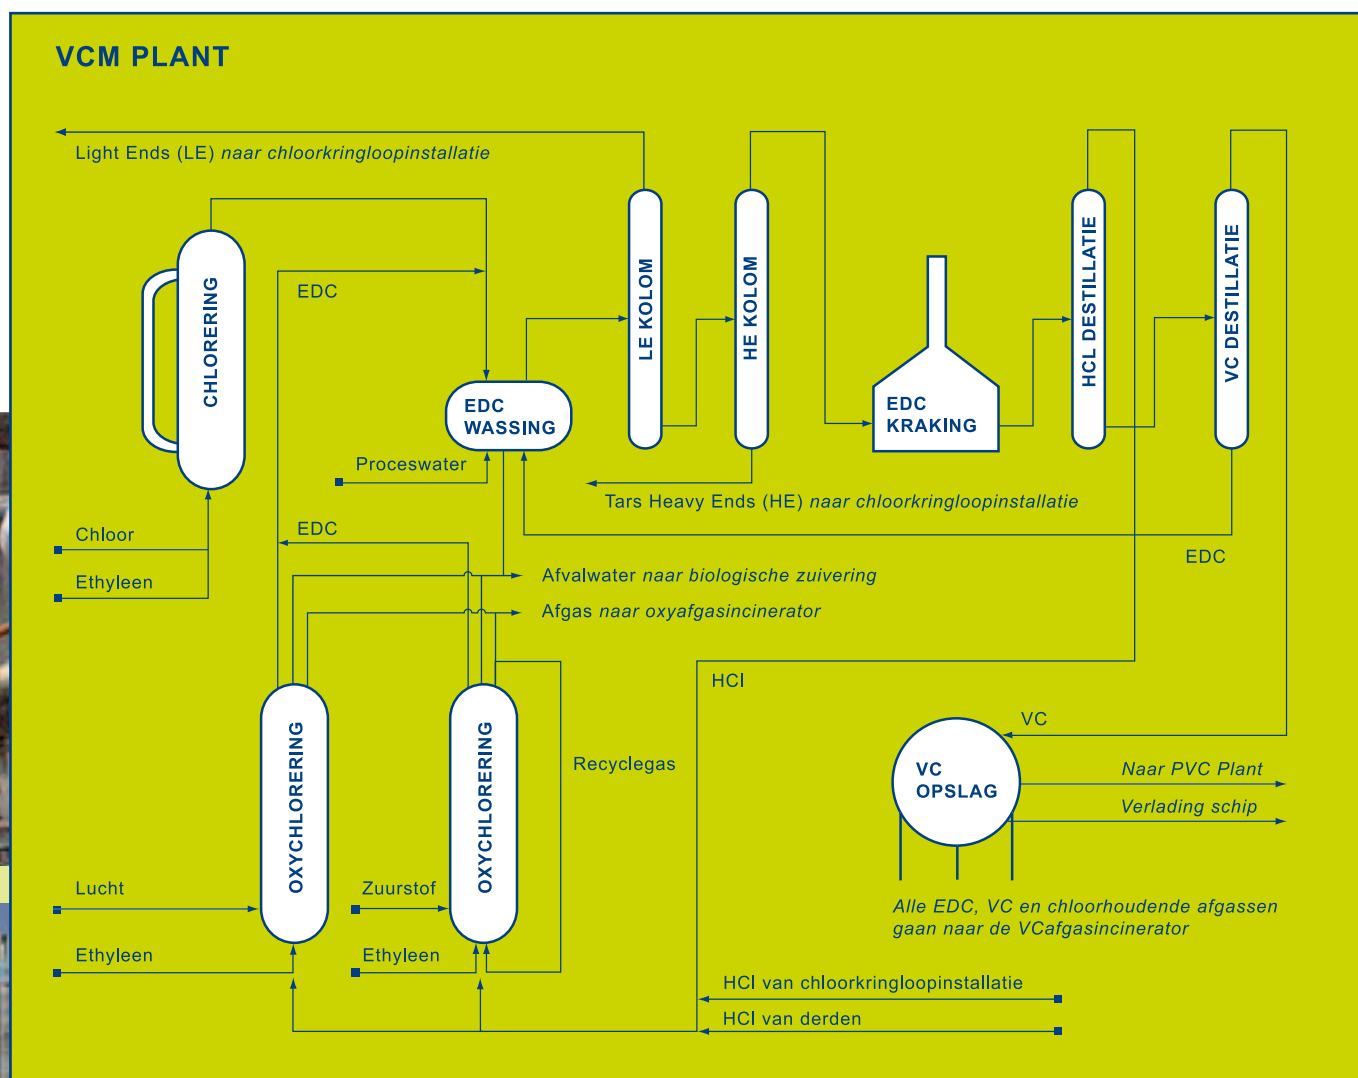 VCM PLANT
Light Ends (LE) naar chloorkringloopinstallatie
CHLORERING
EDC
LE KOLOM
HE KOLOM
HCL DESTILLATIE
VC DESTILLATIE
EDC
WASSING
EDC
KRAKING
Proceswater
Tars Heavy Ends (HE) naar chloorkringloopinstallatie
Chloor
EDC
EDC
Ethyleen
Afvalwater naar biologische zuivering
Afgas naar oxyafgasincinerator
HCl
OXYCHLORERING
OXYCHLORERING
Recyclegas
VC
VC
OPSLAG
Naar PVC Plant
Verlading schip
Lucht
Zuurstof
Alle EDC, VC en chloorhoudende afgassen
gaan naar de VCafgasincinerator
Ethyleen
Ethyleen
HCl van chloorkringloopinstallatie
HCl van derden